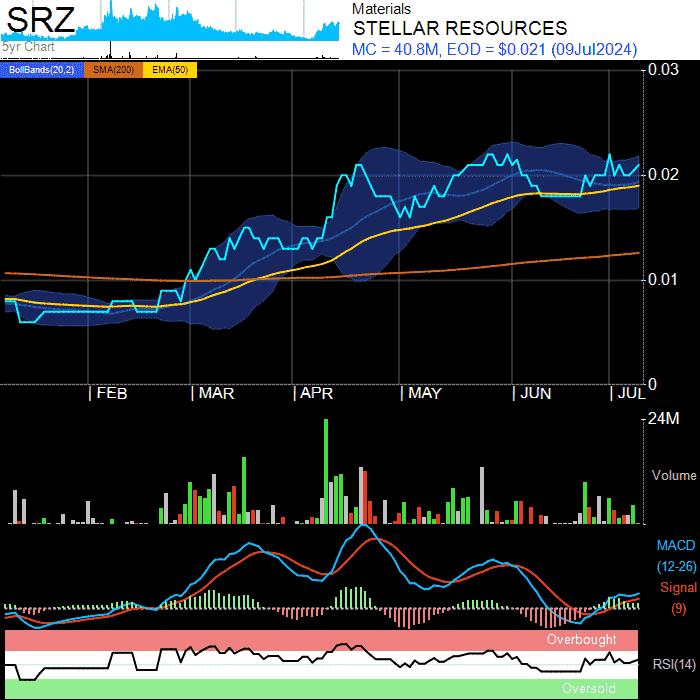 SRZ
5yr Chart
Materials
STELLAR RESOURCES
MC = 40.8M, EOD = $0.021 (09Jul2024)
BollBands(20,2) SMA(200) EMA(50)
0.03
0.02
0.01
0
| FEB | MAR | APR | MAY | JUN | JUL
24M
Volume
MACD
(12-26)
Signal
(9)
Overbought
RSI(14)
Oversold